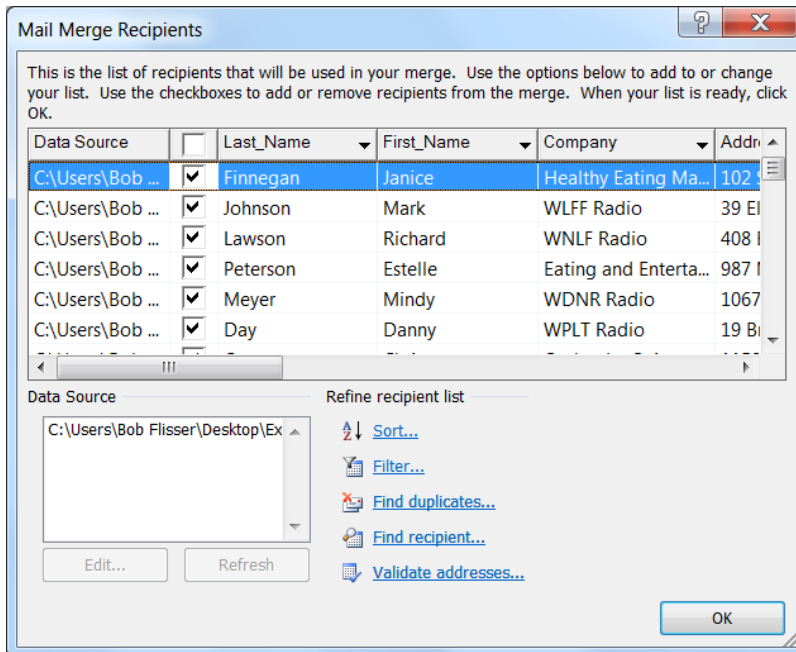 Mail Merge Recipients
This is the list of recipients that will be used in your merge. Use the options below to add to or change
your list. Use the checkboxes to add or remove recipients from the merge. When your list is ready, click
OK.
Data Source Last_Name First_Name Company Addr
C:\Users\Bob ... Finnegan Janice Healthy Eating Ma... 102
C:\Users\Bob ... Johnson Mark WLFF Radio 39 El
C:\Users\Bob ... Lawson Richard WNLF Radio 408
C:\Users\Bob ... Peterson Estelle Eating and Enterta... 987
C:\Users\Bob ... Meyer Mindy WDNR Radio 1067
C:\Users\Bob ... Day Danny WPLT Radio 19 Br
Data Source Refine recipient list
C:\Users\Bob Flisser\Desktop\Ex
Sort...
Filter...
Find duplicates...
Find recipient...
Validate addresses...
Edit... Refresh
OK